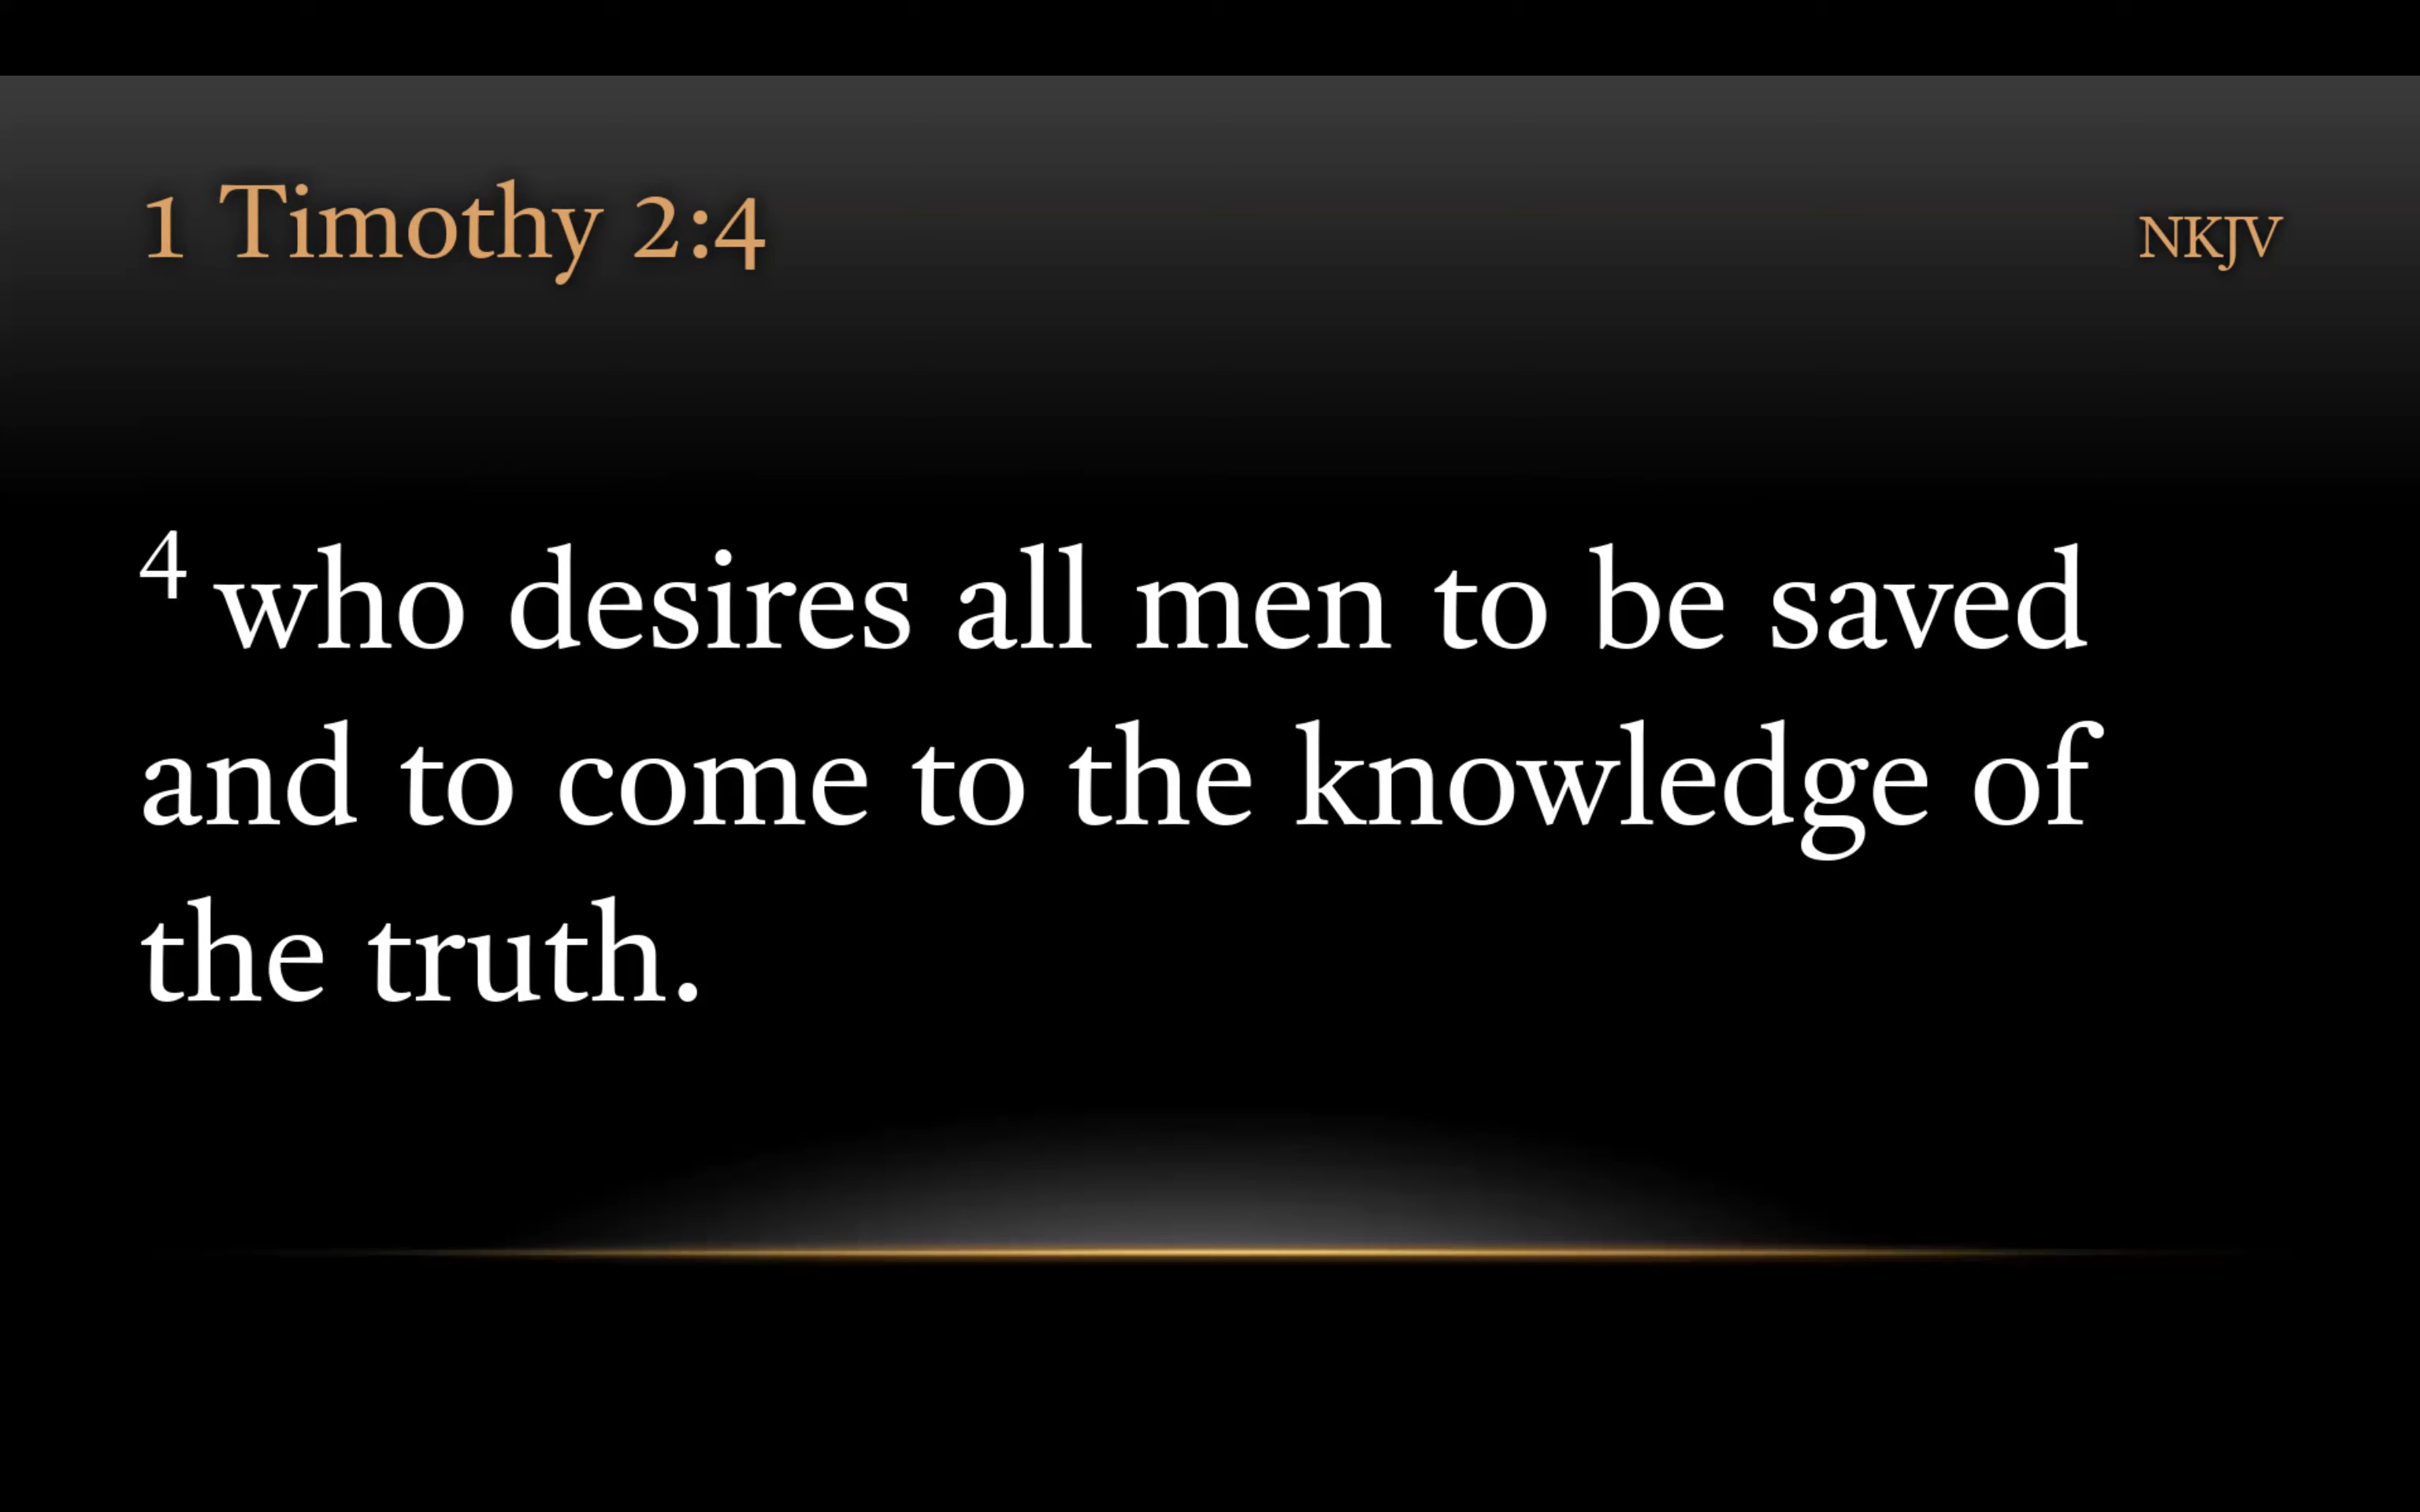 1 Timothy 2:4 NKJV
4 who desires all men to be saved
and to come to the knowledge of
the truth.